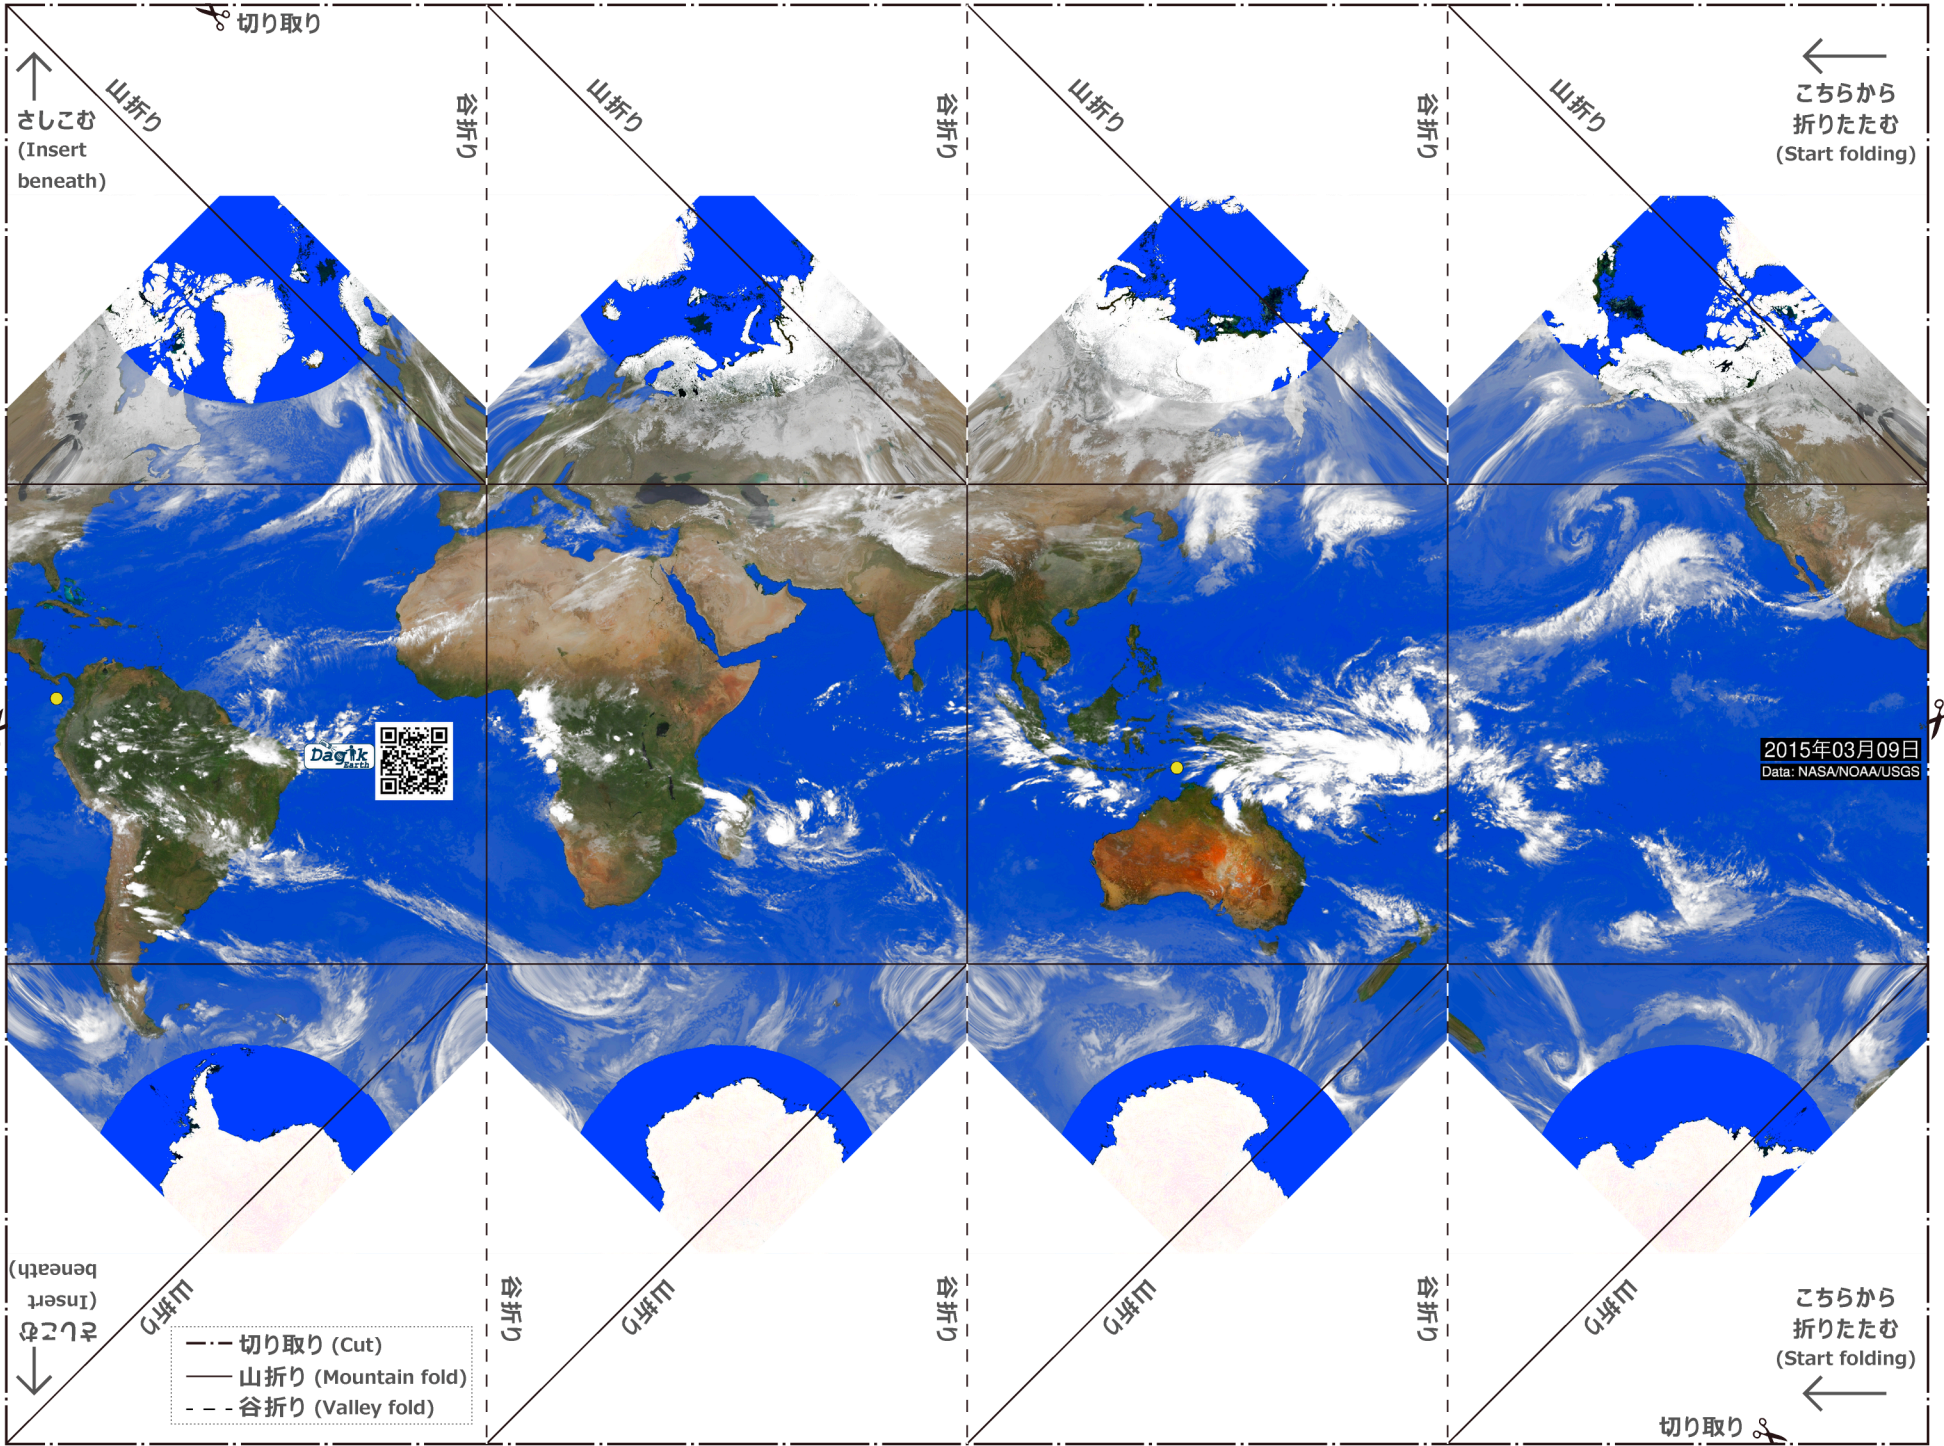 切り取り
山折り
谷折り
山折り
谷折り
山折り
谷折り
山折り
さしこむ
(Insert
beneath)
こちらから
折りたたむ
(Start folding)
Dagik
Earth
2015年03月09日
Data: NASA/NOAA/USGS
さしこむ
(Insert
beneath)
山折り
谷折り
山折り
谷折り
山折り
谷折り
山折り
こちらから
折りたたむ
(Start folding)
切り取り (Cut)
山折り (Mountain fold)
谷折り (Valley fold)
切り取り